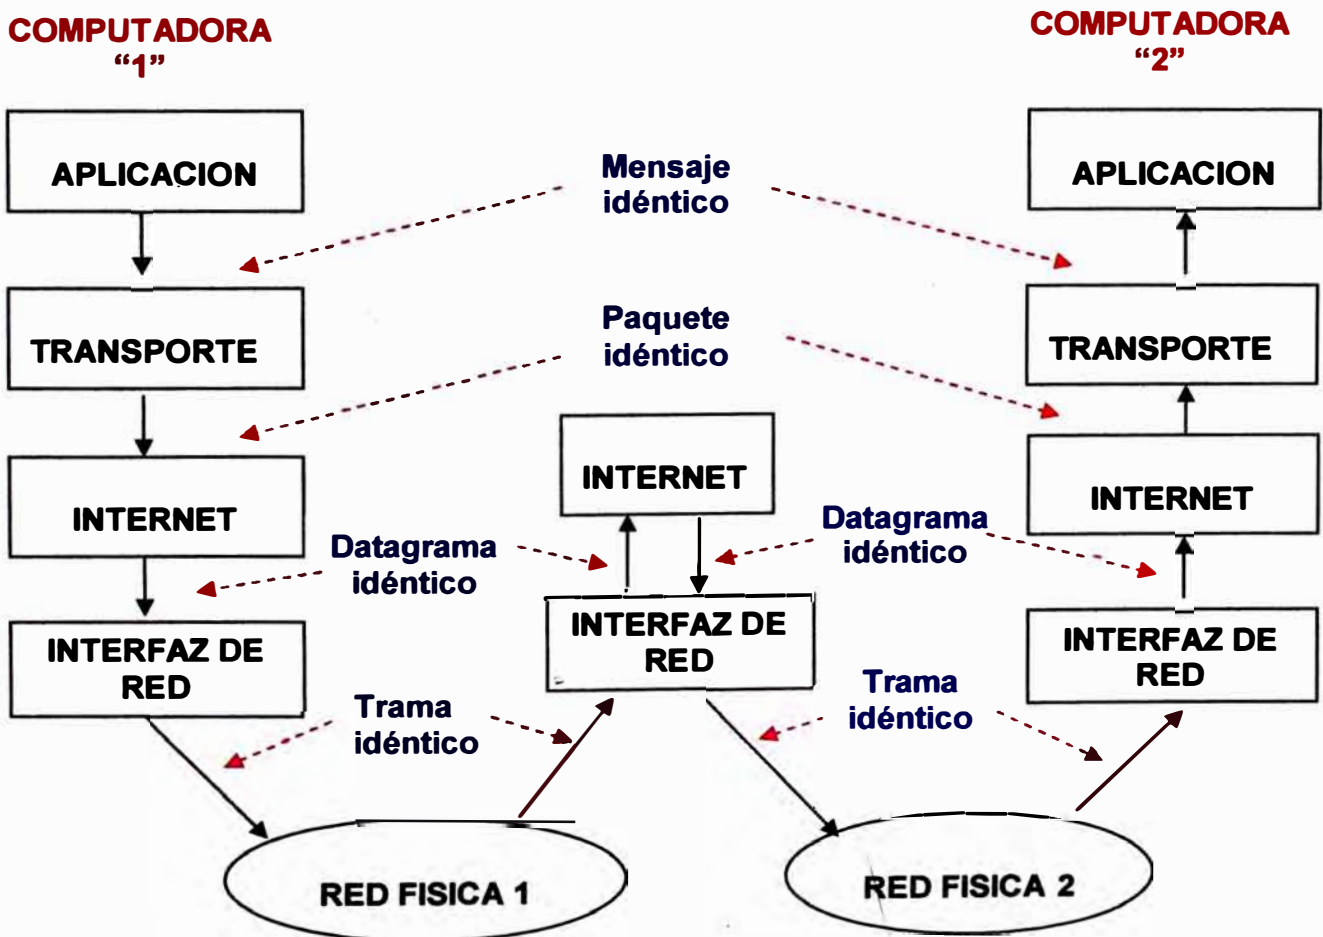 COMPUTADORA
“1”
COMPUTADORA
“2”
APLICACION
Mensaje
idéntico
APLICACION
TRANSPORTE
Paquete
idéntico
TRANSPORTE
INTERNET
INTERNET
INTERNET
Datagrama
idéntico
Datagrama
idéntico
INTERFAZ DE
RED
INTERFAZ DE
RED
INTERFAZ DE
RED
Trama
idéntico
Trama
idéntico
RED FISICA 1
RED FISICA 2